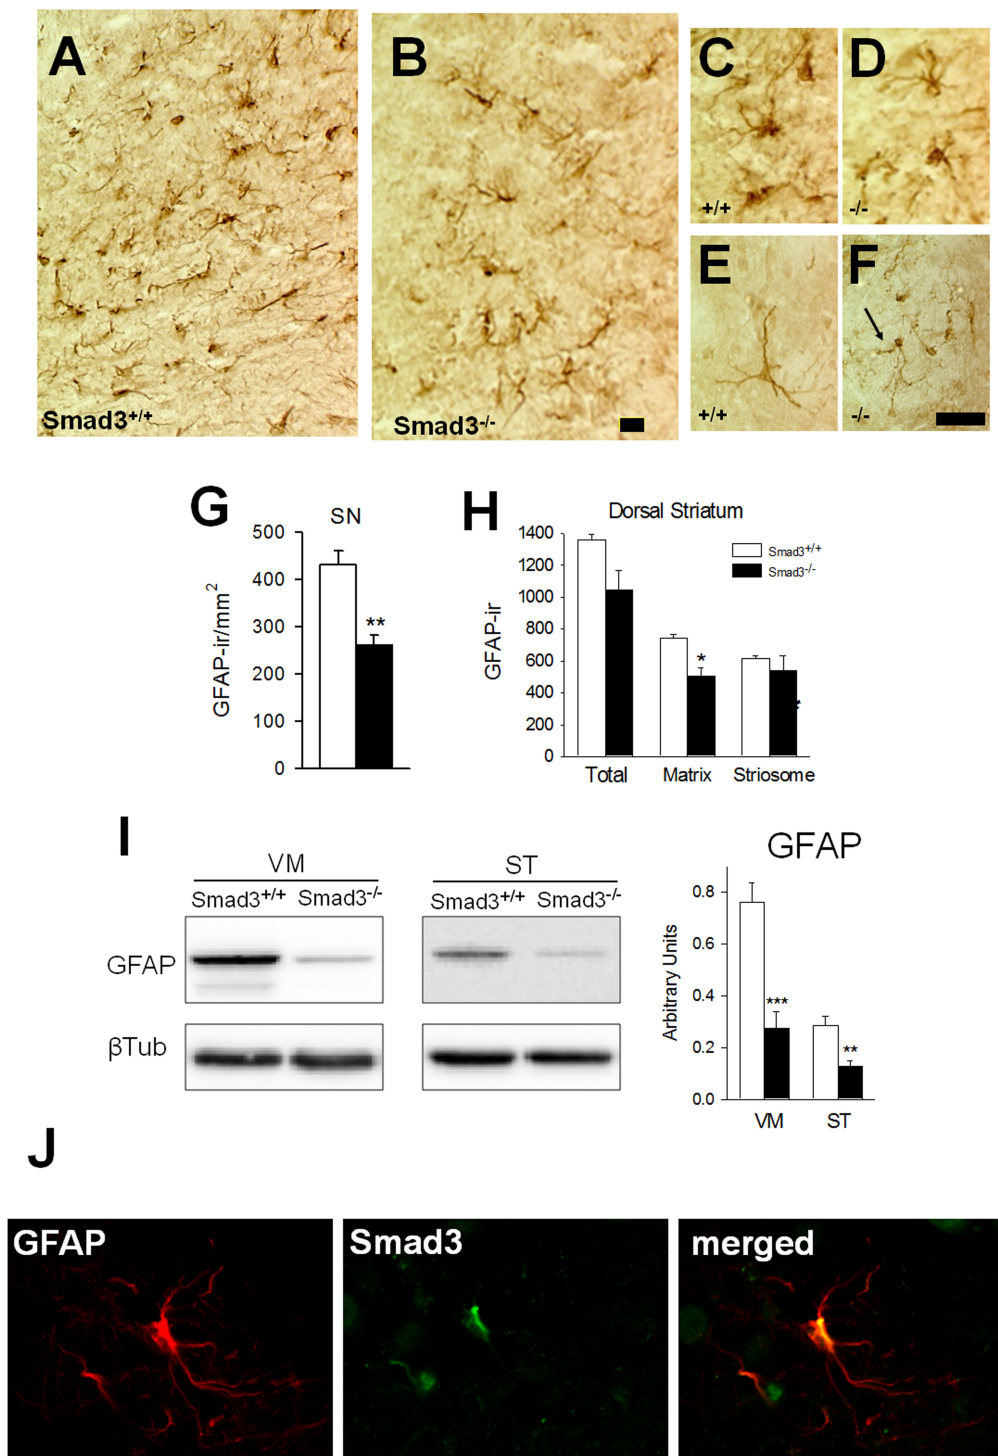 A
B
C
D
+/+
-/-
E
F
+/+
-/-
Smad3+/+
Smad3-/-
G
SN
GFAP-ir/mm2
500
400
300
200
100
0
**
H
Dorsal Striatum
GFAP-ir
1400
1200
1000
800
600
400
200
0
Smad3+/+
Smad3-/-
*
*
Total Matrix Striosome
I
VM
ST
Smad3+/+ Smad3-/-
Smad3+/+ Smad3-/-
GFAP
βTub
GFAP
Arbitrary Units
0.8
0.6
0.4
0.2
0.0
***
**
VM ST
J
GFAP
Smad3
merged